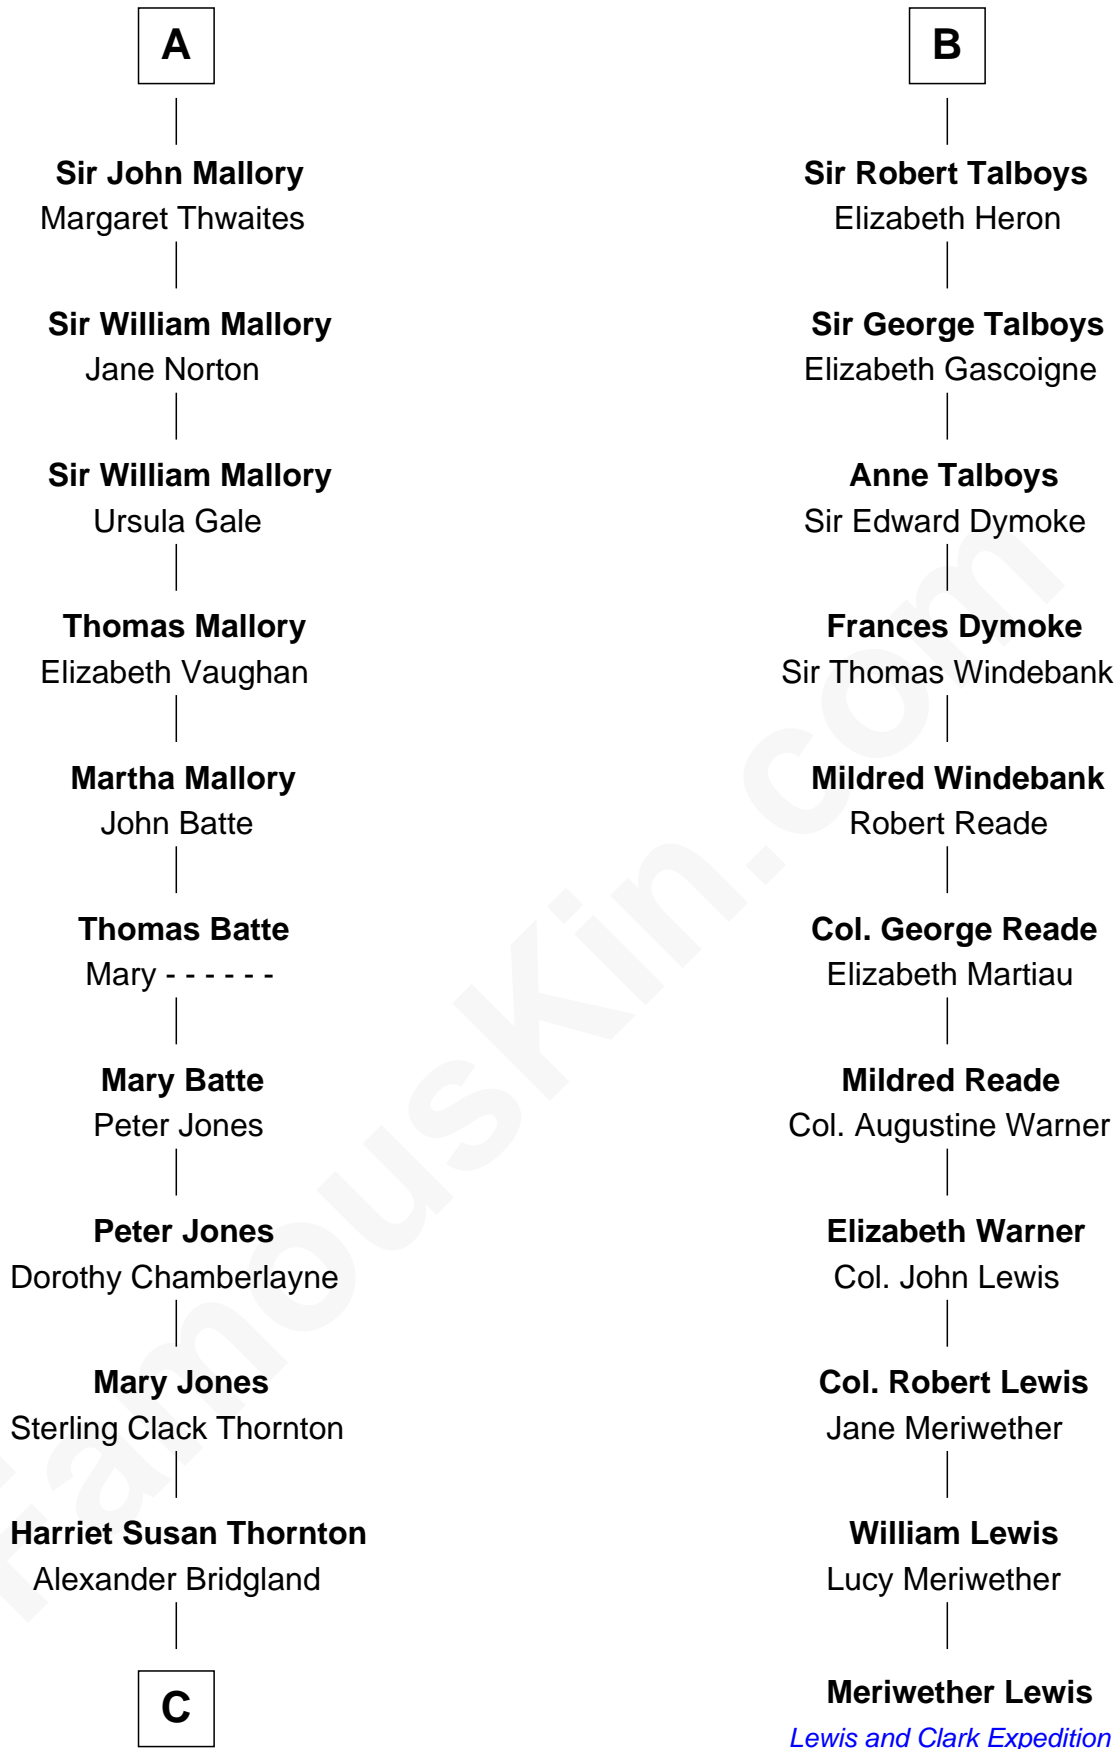 A
Sir John Mallory
Margaret Thwaites
Sir William Mallory
Jane Norton
Sir William Mallory
Ursula Gale
Thomas Mallory
Elizabeth Vaughan
Martha Mallory
John Batte
Thomas Batte
Mary - - - - - -
Mary Batte
Peter Jones
Peter Jones
Dorothy Chamberlayne
Mary Jones
Sterling Clack Thornton
Harriet Susan Thornton
Alexander Bridgland
C
B
Sir Robert Talboys
Elizabeth Heron
Sir George Talboys
Elizabeth Gascoigne
Anne Talboys
Sir Edward Dymoke
Frances Dymoke
Sir Thomas Windebank
Mildred Windebank
Robert Reade
Col. George Reade
Elizabeth Martiau
Mildred Reade
Col. Augustine Warner
Elizabeth Warner
Col. John Lewis
Col. Robert Lewis
Jane Meriwether
William Lewis
Lucy Meriwether
Meriwether Lewis
Lewis and Clark Expedition
FamousKin.com